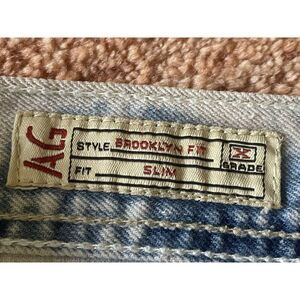 AG
STYLE. BROOKLYN FIT
FIT SLIM
X
GRADE